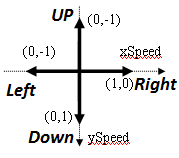 UP
(0,-1)
(0,-1)
xSpeed
Left
(1,0)
Right
(0,1)
Down
ySpeed